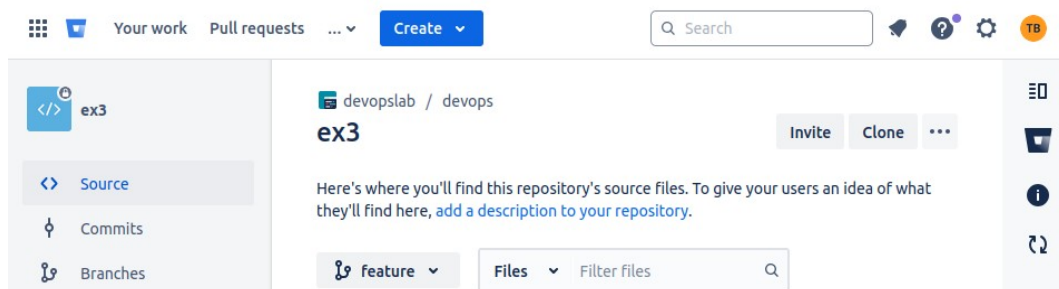 Your work Pull requests ... Create Search TB
ex3
devopslab / devops
ex3
Invite Clone
Source
Here's where you'll find this repository's source files. To give your users an idea of what
they'll find here, add a description to your repository.
Commits
Branches
feature Files Filter files